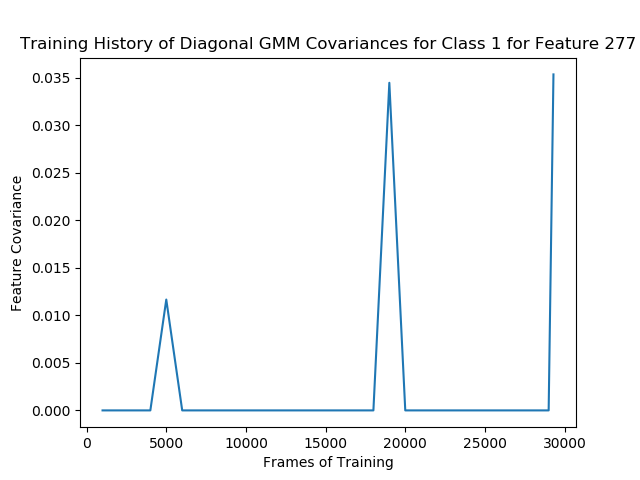 Training History of Diagonal GMM Covariances for Class 1 for Feature 277
0.035
0.030
0.025
0.020
0.015
0.010
0.005
0.000
Feature Covariance
0 5000 10000 15000 20000 25000 30000
Frames of Training